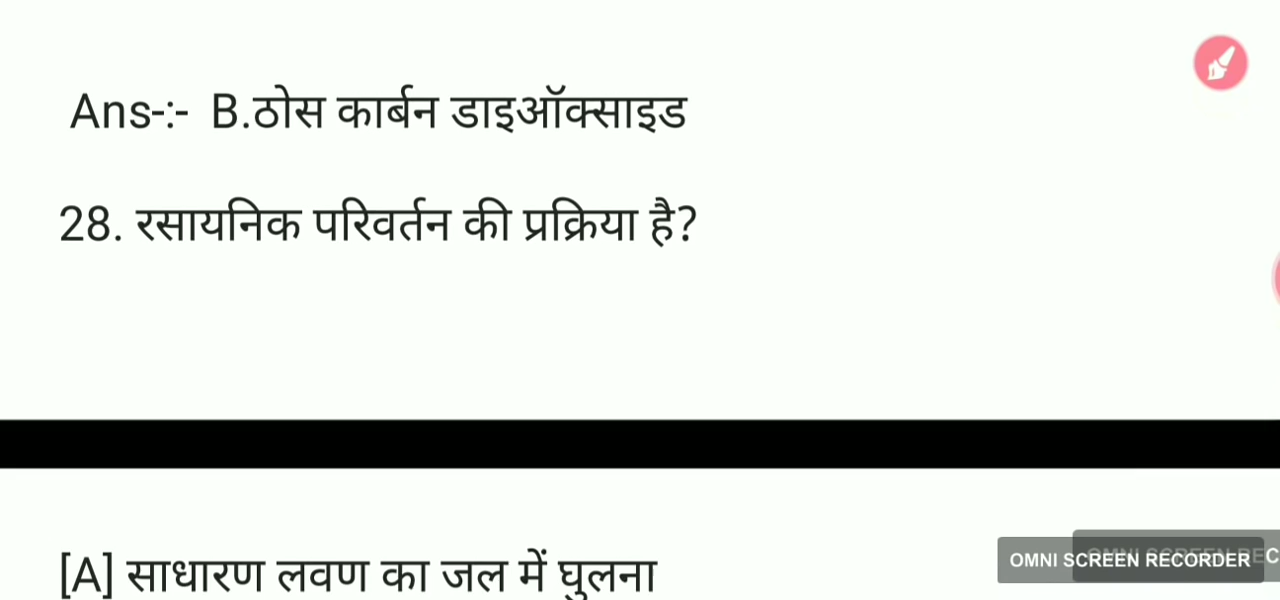 Ans-:- B.ठोस कार्बन डाइऑक्साइड
28. रसायनिक परिवर्तन की प्रक्रिया है?
[A] साधारण लवण का जल में घुलना
OMNI SCREEN RECORDER